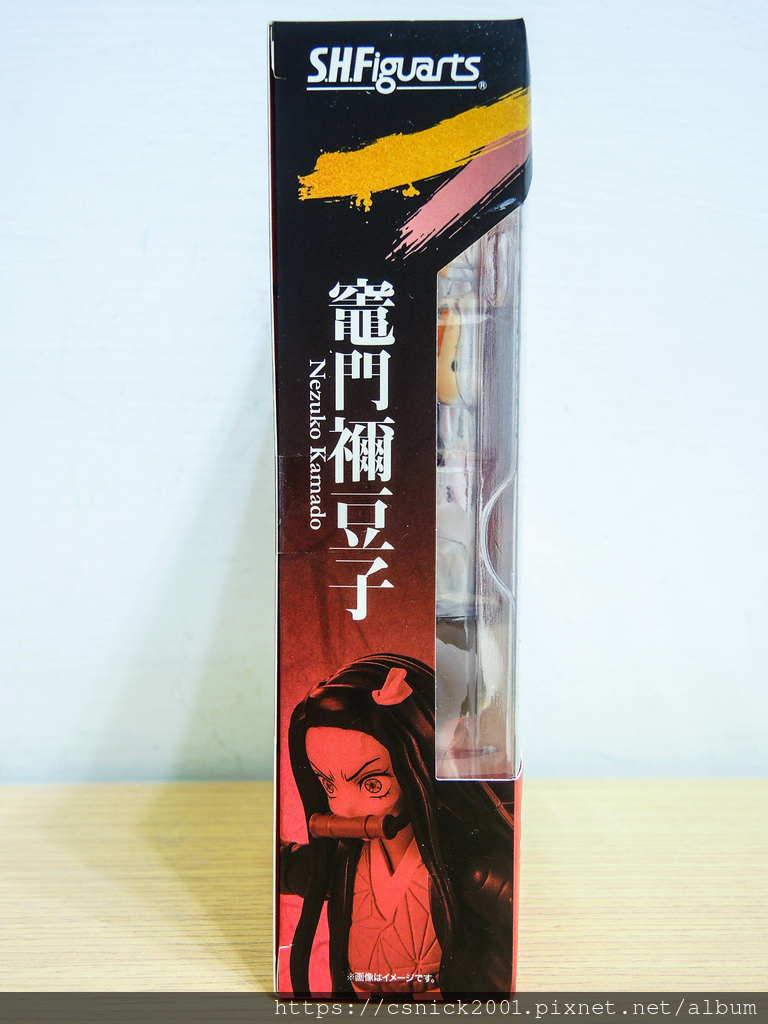 S.H.Figuarts®
竈門禰豆子
Nezuko Kamado
※画像はイメージです。
https://csnick2001.pixnet.net/album